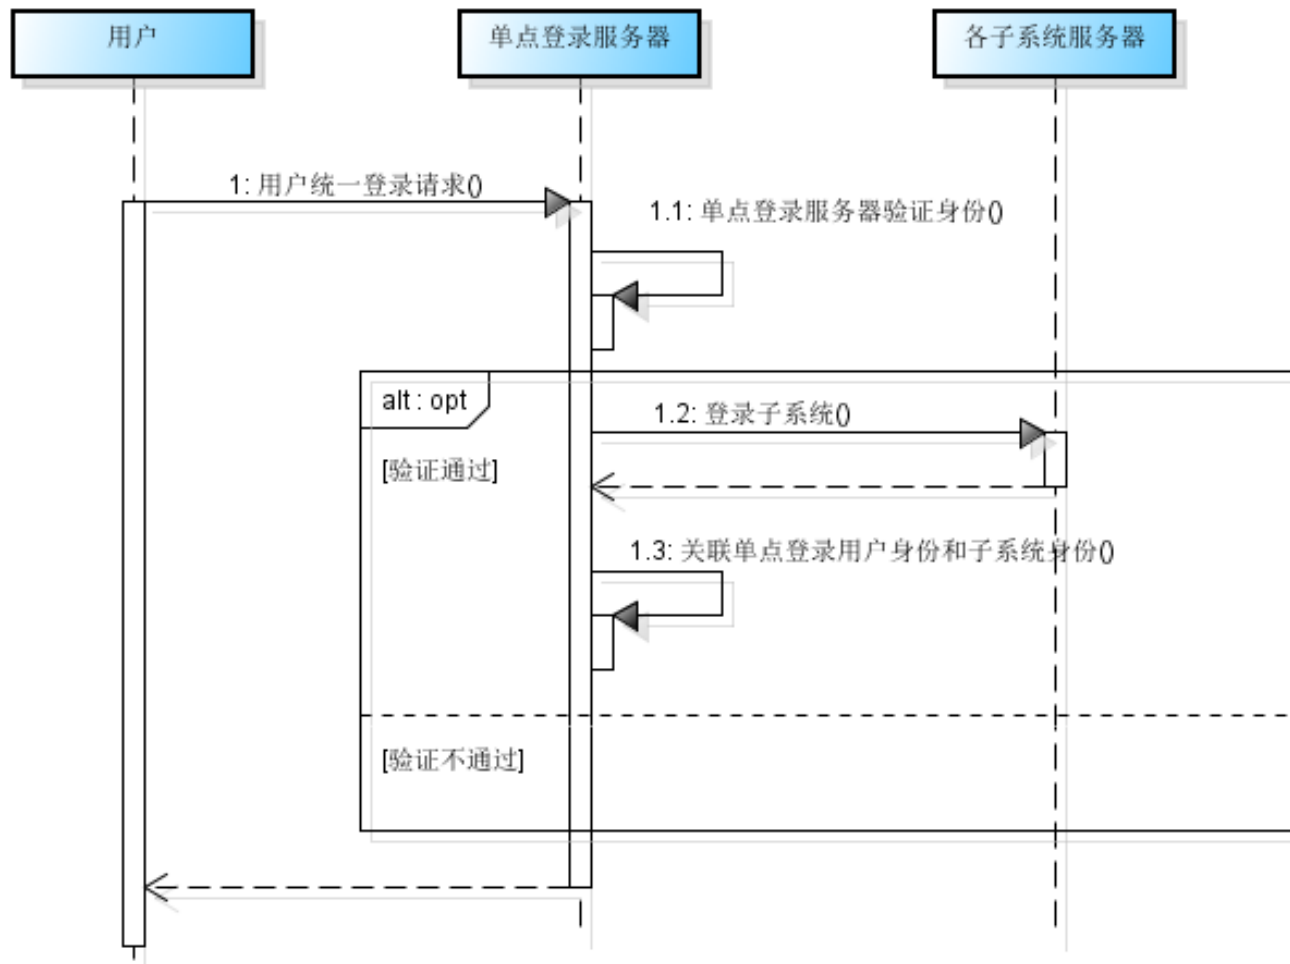 用户
单点登录服务器
各子系统服务器
1: 用户统一登录请求()
1.1: 单点登录服务器验证身份()
alt : opt
1.2: 登录子系统()
[验证通过]
1.3: 关联单点登录用户身份和子系统身份()
[验证不通过]